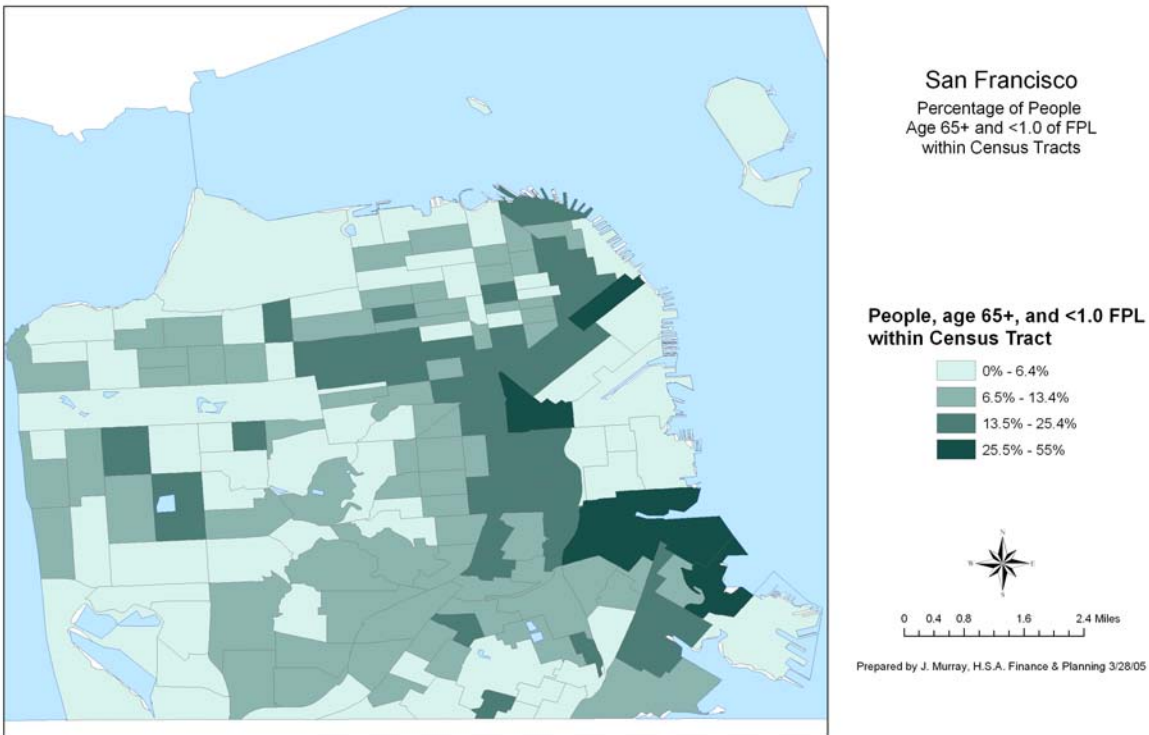 San Francisco
Percentage of People
Age 65+ and <1.0 of FPL
within Census Tracts
People, age 65+, and <1.0 FPL
within Census Tract
0% - 6.4%
6.5% - 13.4%
13.5% - 25.4%
25.5% - 55%
N
W E
S
0 0.4 0.8 1.6 2.4 Miles
Prepared by J. Murray, H.S.A. Finance & Planning 3/28/05